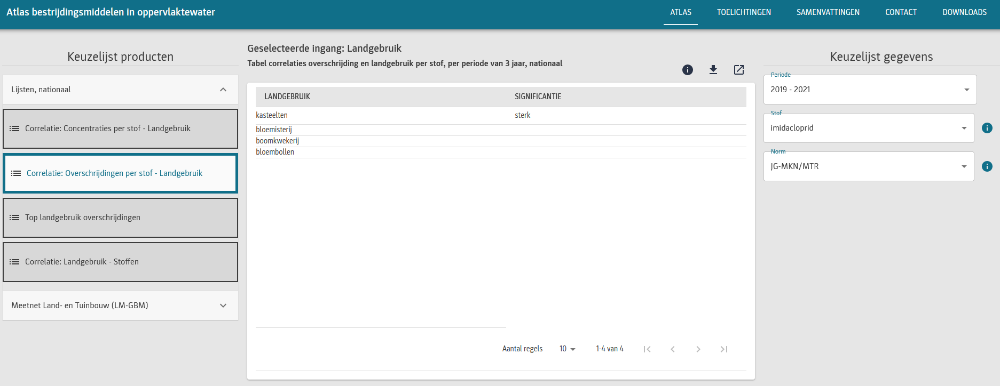 Atlas bestrijdingsmiddelen in oppervlaktewater
ATLAS
TOELICHTINGEN
SAMENVATTINGEN
CONTACT
DOWNLOADS
Keuzelijst producten
Lijsten, nationaal
Correlatie: Concentraties per stof - Landgebruik
Correlatie: Overschrijdingen per stof - Landgebruik
Top landgebruik overschrijdingen
Correlatie: Landgebruik - Stoffen
Meetnet Land- en Tuinbouw (LM-GBM)
Geselecteerde ingang: Landgebruik
Tabel correlaties overschrijding en landgebruik per stof, per periode van 3 jaar, nationaal
LANDGEBRUIK SIGNIFICANTIE
kasteelten sterk
bloemisterij
boomkwekerij
bloembollen
Aantal regels 10 1-4 van 4
Keuzelijst gegevens
Periode
2019 - 2021
Stof
imidacloprid
Norm
JG-MKN/MTR